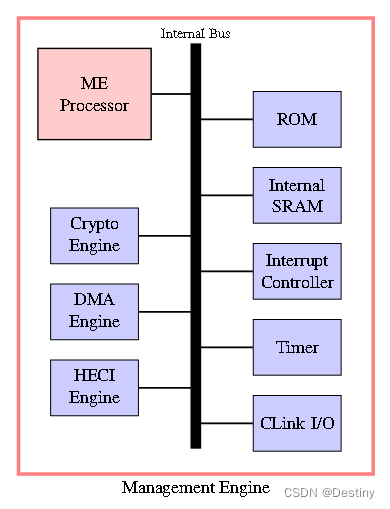 Internal Bus
ME
Processor
ROM
Internal
SRAM
Crypto
Engine
Interrupt
Controller
DMA
Engine
Timer
HECI
Engine
CLink I/O
Management Engine
CSDN @Destiny